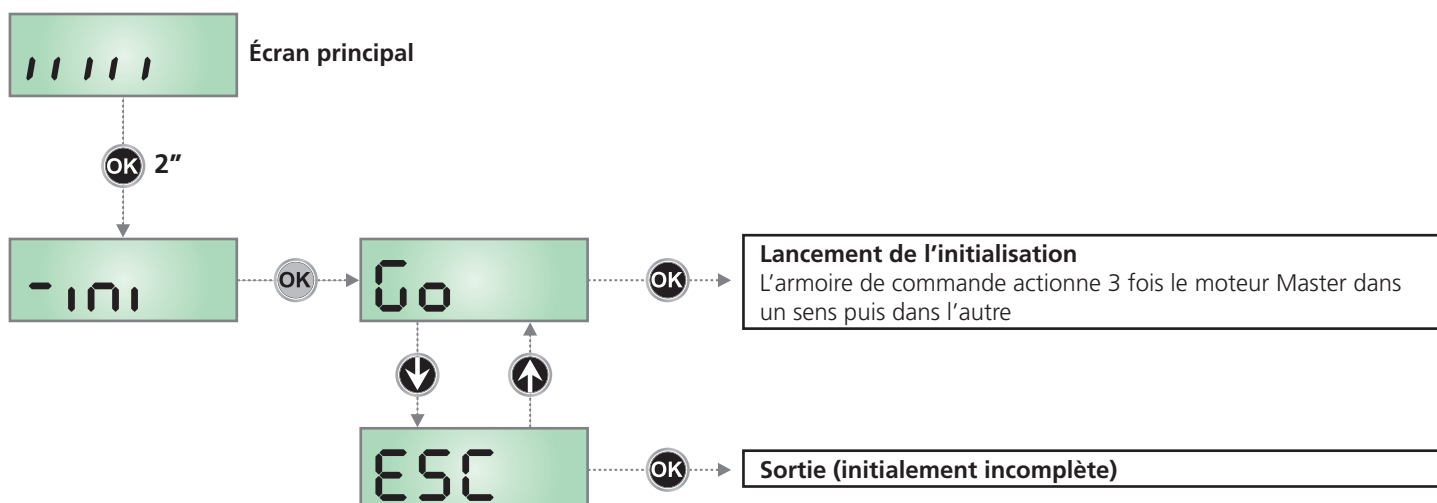 Écran principal
OK 2"
-ini
OK
Go
OK
Lancement de l'initialisation
L'armoire de commande actionne 3 fois le moteur Master dans
un sens puis dans l'autre
ESC
OK
Sortie (initialement incomplète)